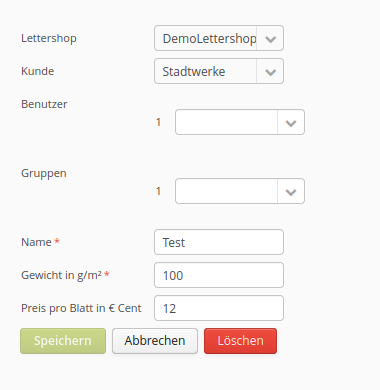 Lettershop DemoLettershop
Kunde Stadtwerke
Benutzer
1
Gruppen
1
Name * Test
Gewicht in g/m² * 100
Preis pro Blatt in € Cent 12
Speichern Abbrechen Löschen